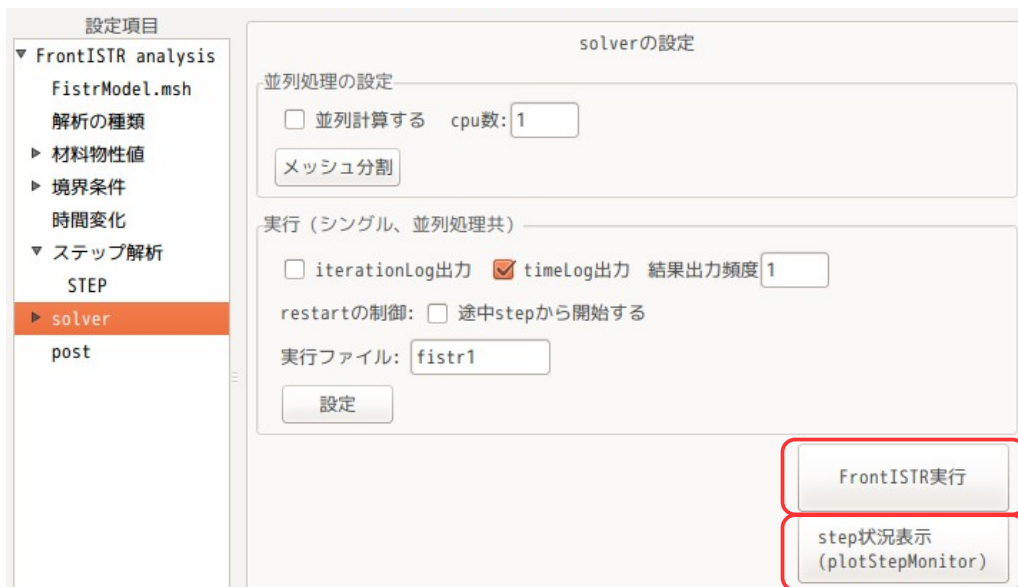 設定項目
FrontISTR analysis
FistrModel.msh
解析の種類
材料物性値
境界条件
時間変化
ステップ解析
STEP
solver
post
solverの設定
並列処理の設定
並列計算する cpu数: 1
メッシュ分割
実行（シングル、並列処理共）
iterationLog出力 timeLog出力 結果出力頻度 1
restartの制御: 途中stepから開始する
実行ファイル: fistr1
設定
FrontISTR実行
step状況表示
(plotStepMonitor)